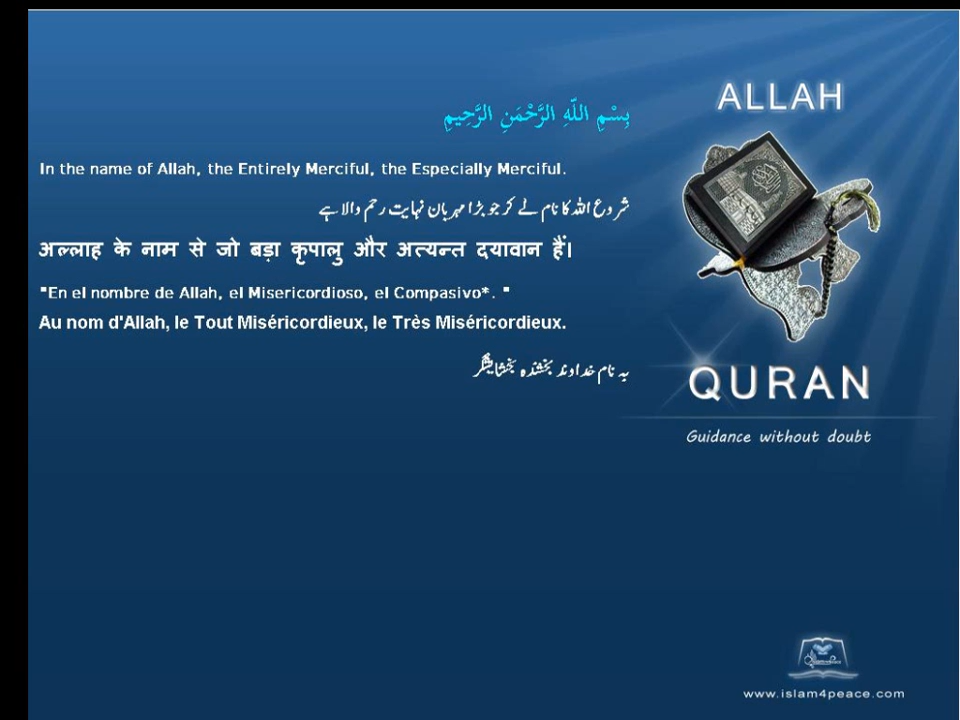 بِسْمِ اللَّهِ الرَّحْمَنِ الرَّحِيمِ
In the name of Allah, the Entirely Merciful, the Especially Merciful.
شروع الله کا نام لے کر جو بڑا مہربان نہایت رحم والا ہے
अल्लाह के नाम से जो बड़ा कृपालु और अत्यन्त दयावान हैं।
"En el nombre de Allah, el Misericordioso, el Compasivo*. "
Au nom d'Allah, le Tout Miséricordieux, le Très Miséricordieux.
به نام خداوند بخشنده بخشایشگر
ALLAH
QURAN
Guidance without doubt
www.islam4peace.com